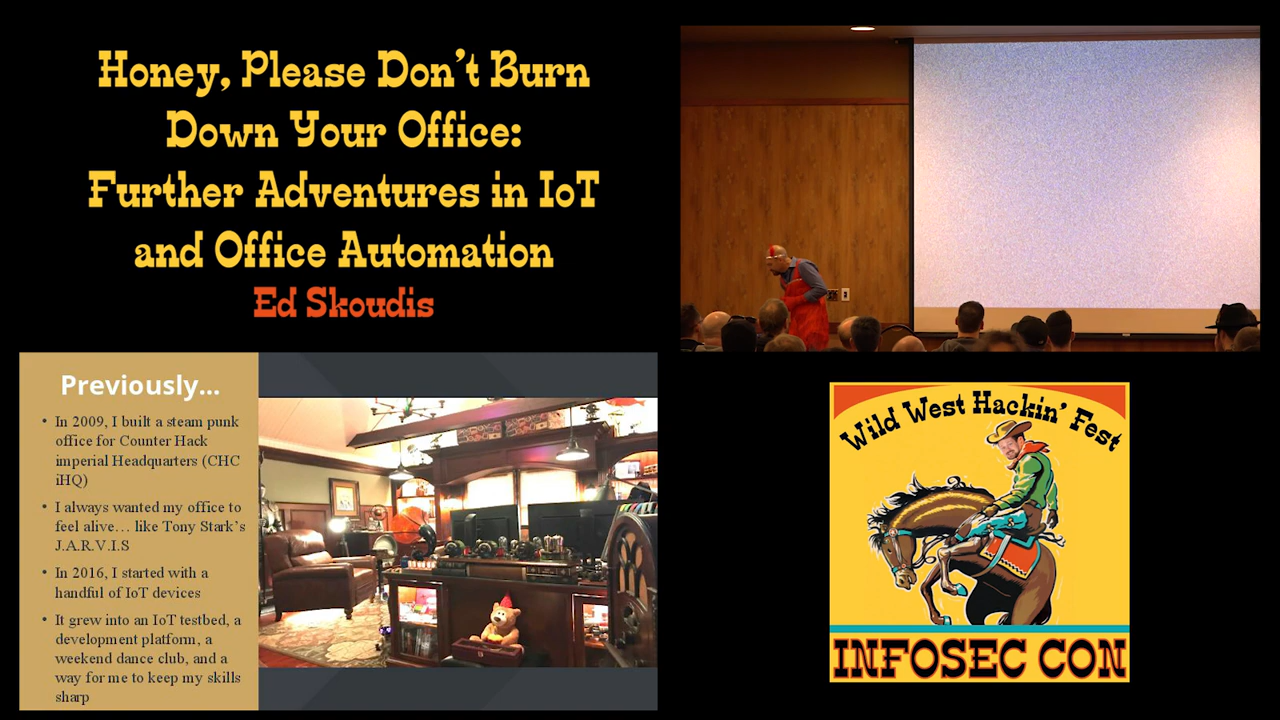 Honey, Please Don't Burn
Down Your Office:
Further Adventures in IoT
and Office Automation
Ed Skoudis
Previously...
• In 2009, I built a steam punk
office for Counter Hack
imperial Headquarters (CHC
iHQ)
• I always wanted my office to
feel alive… like Tony Stark's
J.A.R.V.I.S
• In 2016, I started with a
handful of IoT devices
• It grew into an IoT testbed, a
development platform, a
weekend dance club, and a
way for me to keep my skills
sharp
Wild West Hackin' Fest
INFOSEC CON